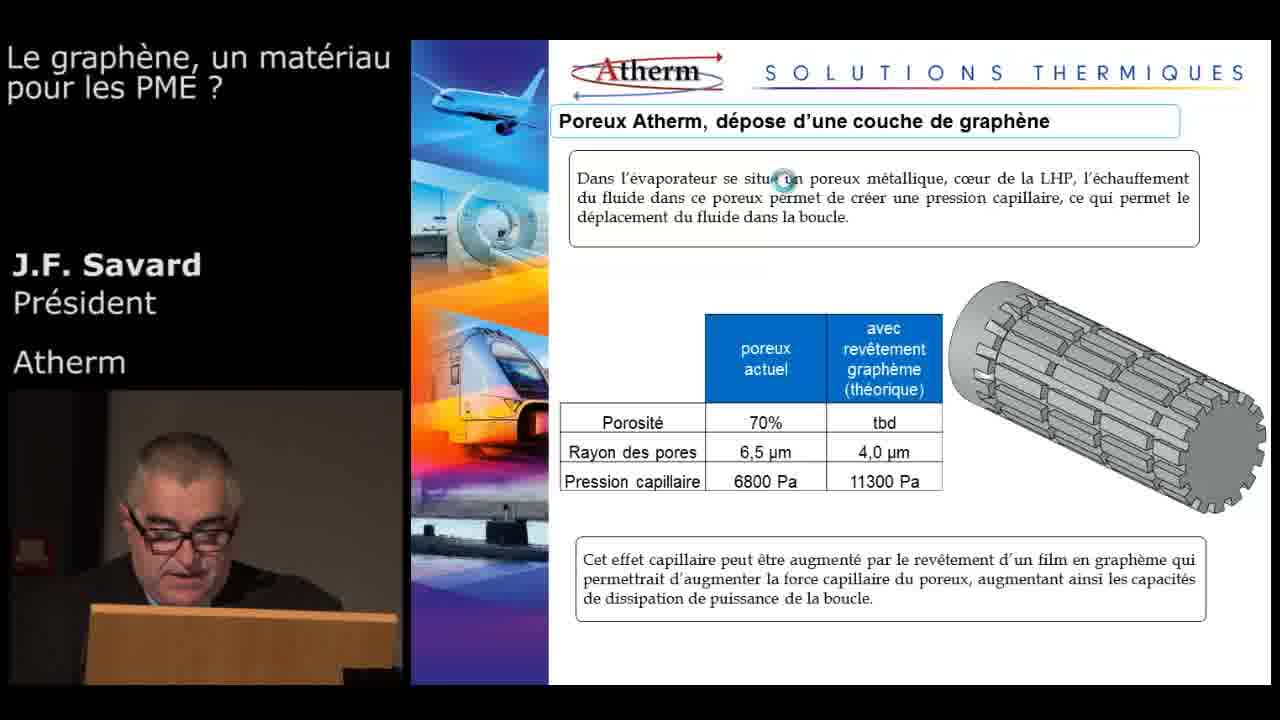 Le graphène, un matériau
pour les PME ?
J.F. Savard
Président
Atherm
Atherm
SOLUTIONS THERMIQUES
Poreux Atherm, dépose d'une couche de graphène
Dans l'évaporateur se situe un poreux métallique, cœur de la LHP, l'échauffement
du fluide dans ce poreux permet de créer une pression capillaire, ce qui permet le
déplacement du fluide dans la boucle.
poreux
actuel
avec
revêtement
graphème
(théorique)
Porosité 70% tbd
Rayon des pores 6,5 µm 4,0 µm
Pression capillaire 6800 Pa 11300 Pa
Cet effet capillaire peut être augmenté par le revêtement d'un film en graphème qui
permettrait d'augmenter la force capillaire du poreux, augmentant ainsi les capacités
de dissipation de puissance de la boucle.